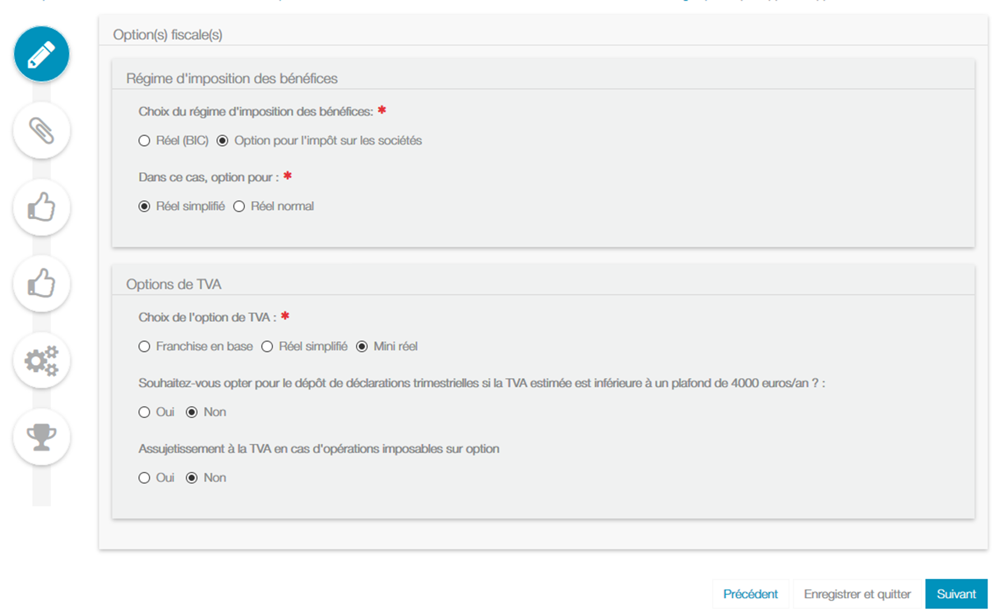 Option(s) fiscale(s)
Régime d'imposition des bénéfices
Choix du régime d'imposition des bénéfices: *
Réel (BIC) Option pour l'impôt sur les sociétés
Dans ce cas, option pour : *
Réel simplifié Réel normal
Options de TVA
Choix de l'option de TVA : *
Franchise en base Réel simplifié Mini réel
Souhaitez-vous opter pour le dépôt de déclarations trimestrielles si la TVA estimée est inférieure à un plafond de 4000 euros/an ? :
Oui Non
Assujetissement à la TVA en cas d'opérations imposables sur option
Oui Non
Précédent Enregistrer et quitter Suivant